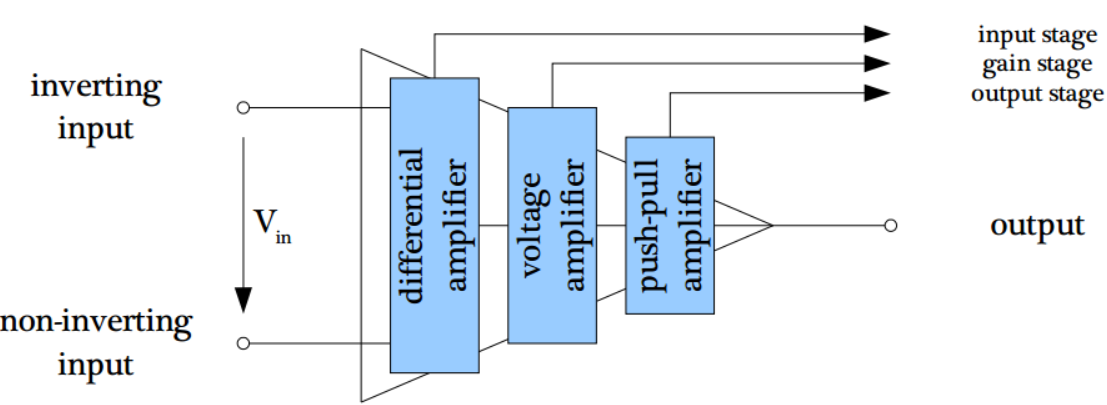 input stage
gain stage
output stage
inverting
input
V_in
differential
amplifier
voltage
amplifier
push-pull
amplifier
output
non-inverting
input